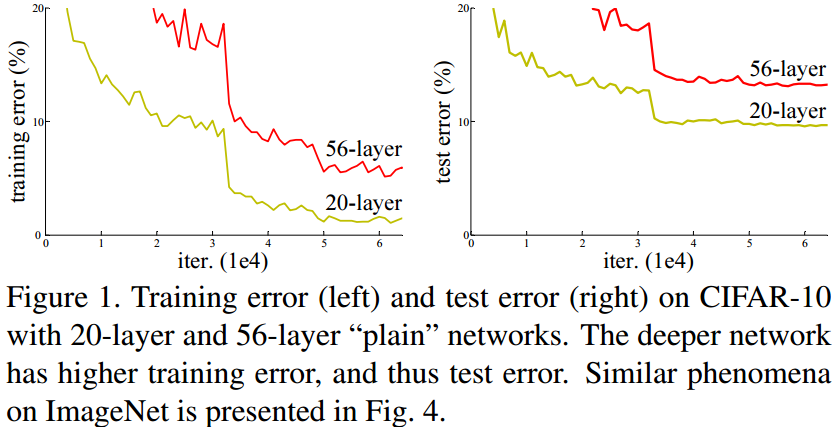 20
10
0
training error (%)
0 1 2 3 4 5 6
iter. (1e4)
56-layer
20-layer
20
10
0
test error (%)
0 1 2 3 4 5 6
iter. (1e4)
56-layer
20-layer
Figure 1. Training error (left) and test error (right) on CIFAR-10
with 20-layer and 56-layer “plain” networks. The deeper network
has higher training error, and thus test error. Similar phenomena
on ImageNet is presented in Fig. 4.